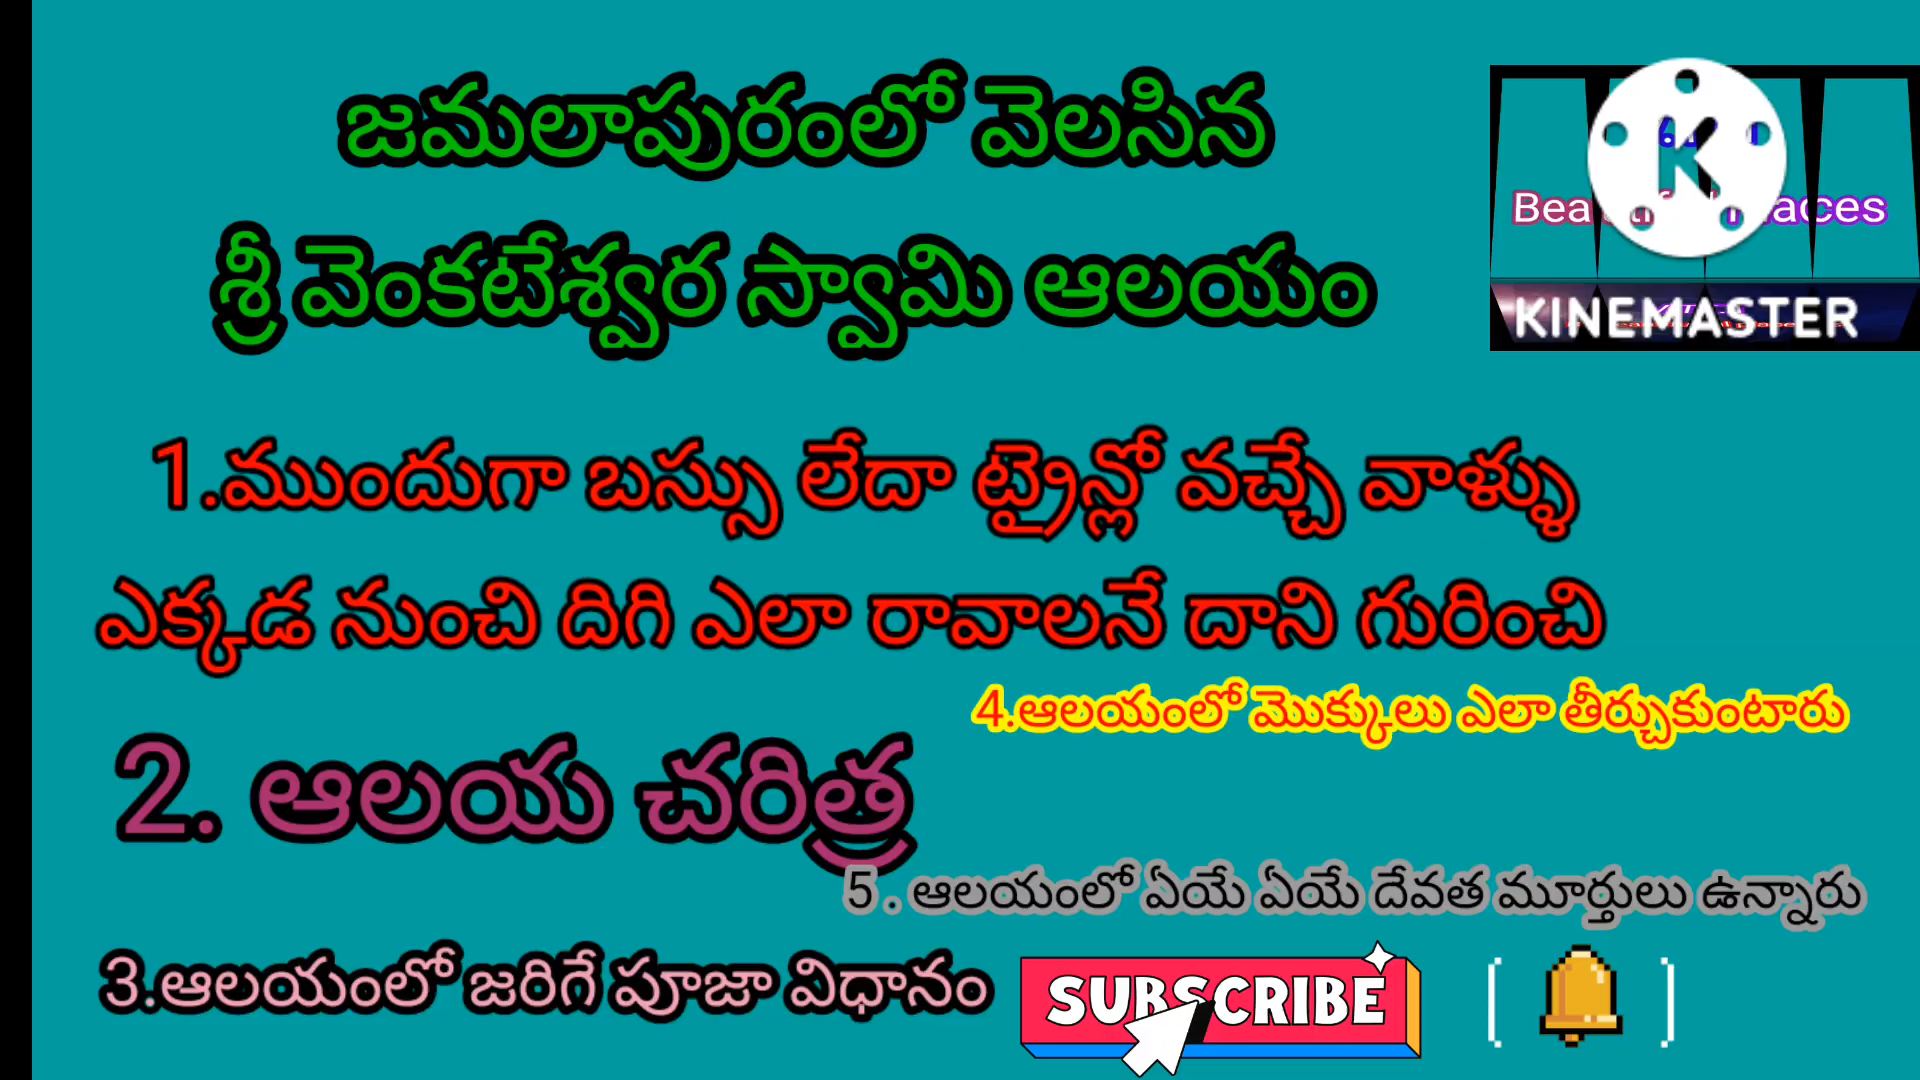 జమలాపురంలో వెలసిన
శ్రీ వెంకటేశ్వర స్వామి ఆలయం
KINEMASTER
1.ముందుగా బస్సు లేదా ట్రైన్లో వచ్చే వాళ్ళు
ఎక్కడ నుంచి దిగి ఎలా రావాలనే దాని గురించి
4.ఆలయంలో మొక్కులు ఎలా తీర్చుకుంటారు
2. ఆలయ చరిత్ర
5 . ఆలయంలో ఏయే ఏయే దేవత మూర్తులు ఉన్నారు
3.ఆలయంలో జరిగే పూజా విధానం
SUBSCRIBE